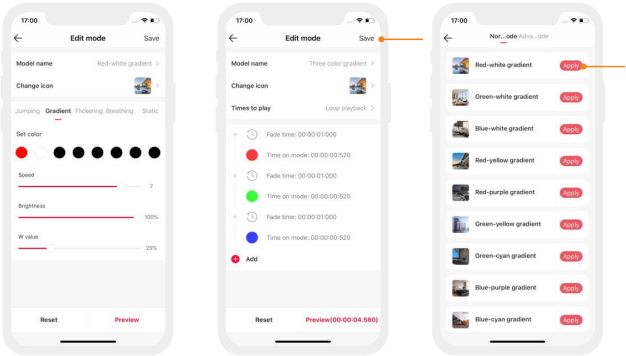 17:00
Edit mode
Save
Model name
Red-white gradient >
Change icon
>
Jumping Gradient Flickering Breathing Static
Set color
Speed
7
Brightness
100%
W value
25%
Reset
Preview
17:00
Edit mode
Save
Model name
Three color gradient >
Change icon
>
Times to play
Loop playback >
Fade time: 00:00:01:000
Time on mode: 00:00:00:520
Fade time: 00:00:01:000
Time on mode: 00:00:00:520
Fade time: 00:00:01:000
Time on mode: 00:00:00:520
Add
Reset
Preview(00:00:04.560)
17:00
Nor...ode Adva...ode
Red-white gradient
Apply
Green-white gradient
Apply
Blue-white gradient
Apply
Red-yellow gradient
Apply
Red-purple gradient
Apply
Green-yellow gradient
Apply
Green-cyan gradient
Apply
Blue-purple gradient
Apply
Blue-cyan gradient
Apply